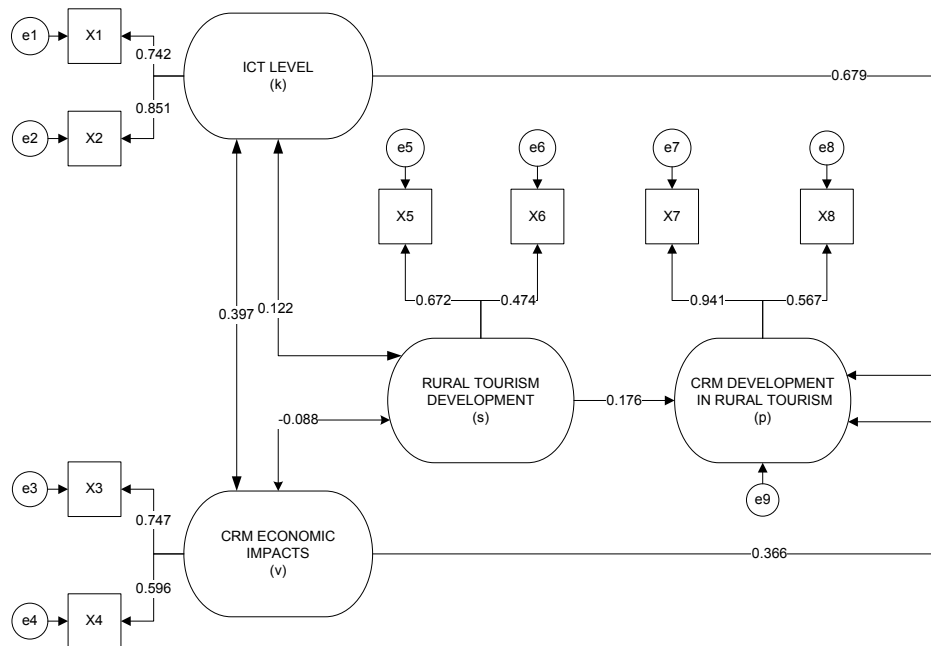 e1
X1
0.742
ICT LEVEL
(k)
0.679
0.851
e2
X2
e5
e6
e7
e8
X5
X6
X7
X8
0.672
0.474
0.941
0.567
0.397
0.122
RURAL TOURISM
DEVELOPMENT
(s)
0.176
CRM DEVELOPMENT
IN RURAL TOURISM
(p)
-0.088
e9
e3
X3
0.747
CRM ECONOMIC
IMPACTS
(v)
0.366
0.596
e4
X4